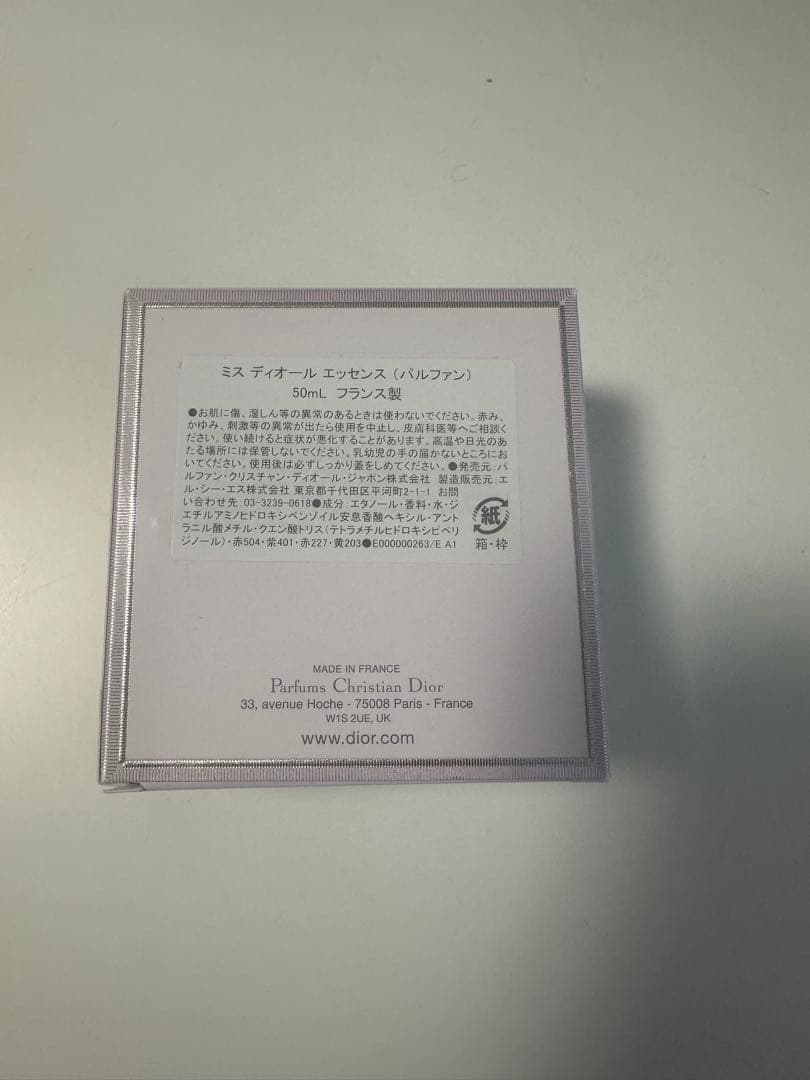 ミス ディオール エッセンス (パルファン)
50mL フランス製
●お肌に傷、湿しん等の異常のあるときは使わないでください。赤み、
かゆみ、刺激等の異常が出たら使用を中止し、皮膚科医等へご相談く
ださい。使い続けると症状が悪化することがあります。高温や日光のあ
たる場所には保管しないでください。乳幼児の手の届かないところにお
いてください。使用後は必ずしっかり蓋をしめてください。●発売元:パ
ルファン・クリスチャン・ディオール・ジャポン株式会社 製造販売元:エ
ル・シー・エス株式会社 東京都千代田区平河町2-1-1 お問
い合わせ先:03-3239-0618●成分:エタノール・香料・水・ジ
エチルアミノヒドロキシベンゾイル安息香酸ヘキシル・アント
ラニル酸メチル・クエン酸トリス(テトラメチルヒドロキシピペリ
ジノール)・赤504・紫401・赤227・黄203●E000000263/E A1
紙
箱・枠
MADE IN FRANCE
Parfums Christian Dior
33, avenue Hoche - 75008 Paris - France
W1S 2UE, UK
www.dior.com